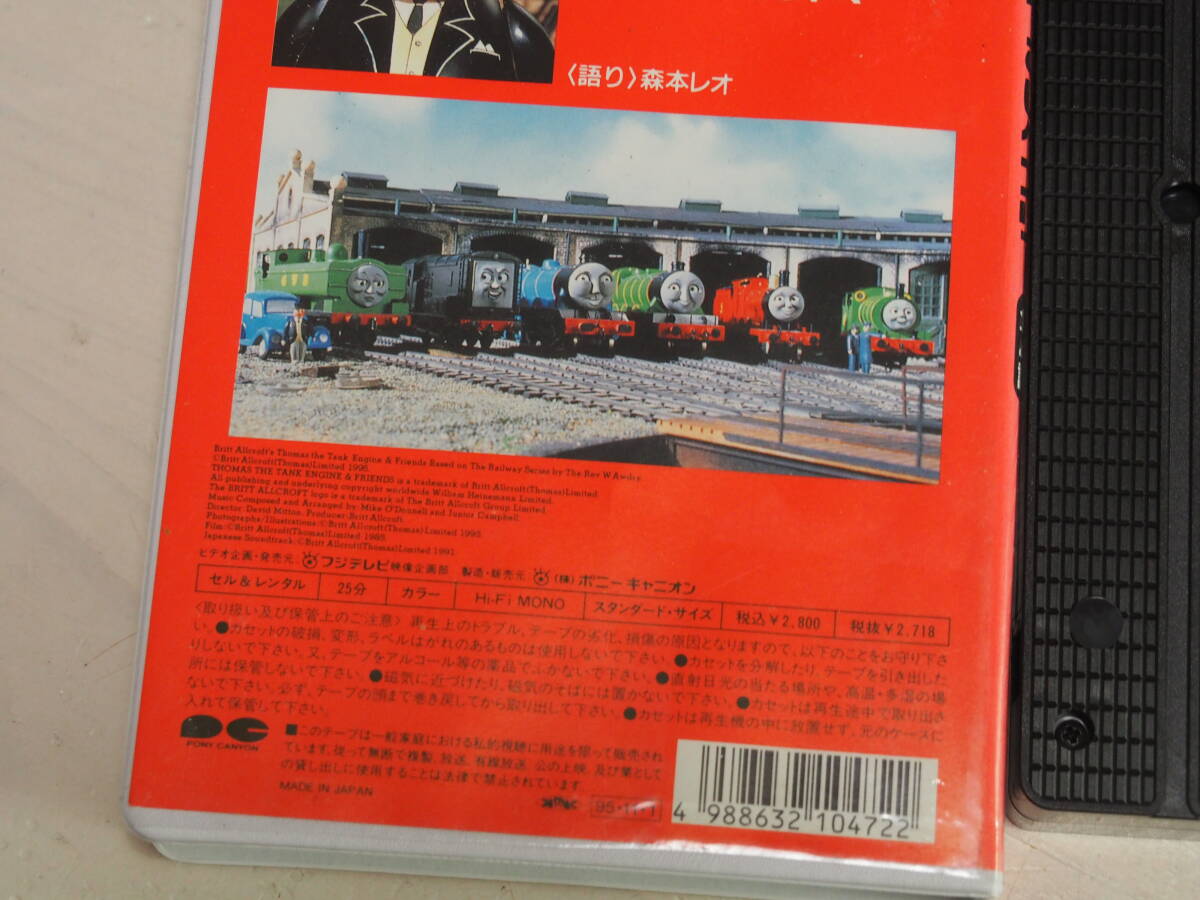 〈語り〉森本レオ
Britt Allcroft's Thomas the Tank Engine & Friends Based on The Railway Series by The Rev W Awdry.
©Britt Allcroft(Thomas)Limited 1995.
THOMAS THE TANK ENGINE & FRIENDS is a trademark of Britt Allcroft(Thomas)Limited.
All publishing and underlying copyright worldwide William Heinemann Limited.
The BRITT ALLCROFT logo is a trademark of The Britt Allcroft Group Limited.
Music Composed and Arranged by: Mike O'Donnell and Junior Campbell.
Director: David Mitton. Producer: Britt Allcroft.
Photographs/Illustrations:©Britt Allcroft(Thomas)Limited 1995.
Film:©Britt Allcroft(Thomas)Limited 1985.
Japanese Soundtrack:©Britt Allcroft(Thomas)Limited 1991.
ビデオ企画・発売元: フジテレビ映像企画部 製造・販売元: (株)ポニーキャニオン
セル&レンタル 25分 カラー Hi-Fi MONO スタンダード・サイズ 税込¥2,800 税抜¥2,718
〈取り扱い及び保管上のご注意〉再生上のトラブル、テープの劣化、損傷の原因となりますので、以下のことをお守り下さ
い。●カセットの破損、変形、ラベルはがれのあるものは使用しないで下さい。●カセットを分解したり、テープを引き出した
りしないで下さい。又、テープをアルコール等の薬品でふかないで下さい。●直射日光の当たる場所や、高温・多湿の場
所には保管しないで下さい。●磁気に近づけたり、磁気のそばには置かないで下さい。●カセットは再生途中で取り出さ
ないで下さい。必ず、テープの頭まで巻き戻してから取り出して下さい。●カセットは再生機の中に放置せず、元のケースに
入れて保管して下さい。
PONY CANYON
■このテープは一般家庭における私的視聴に用途を限って販売され
ています。従って無断で複製、放送、有線放送、公の上映、及び業として
の貸し出しに使用することは法律で禁止されています。
MADE IN JAPAN
95・11・1
4 988632 104722